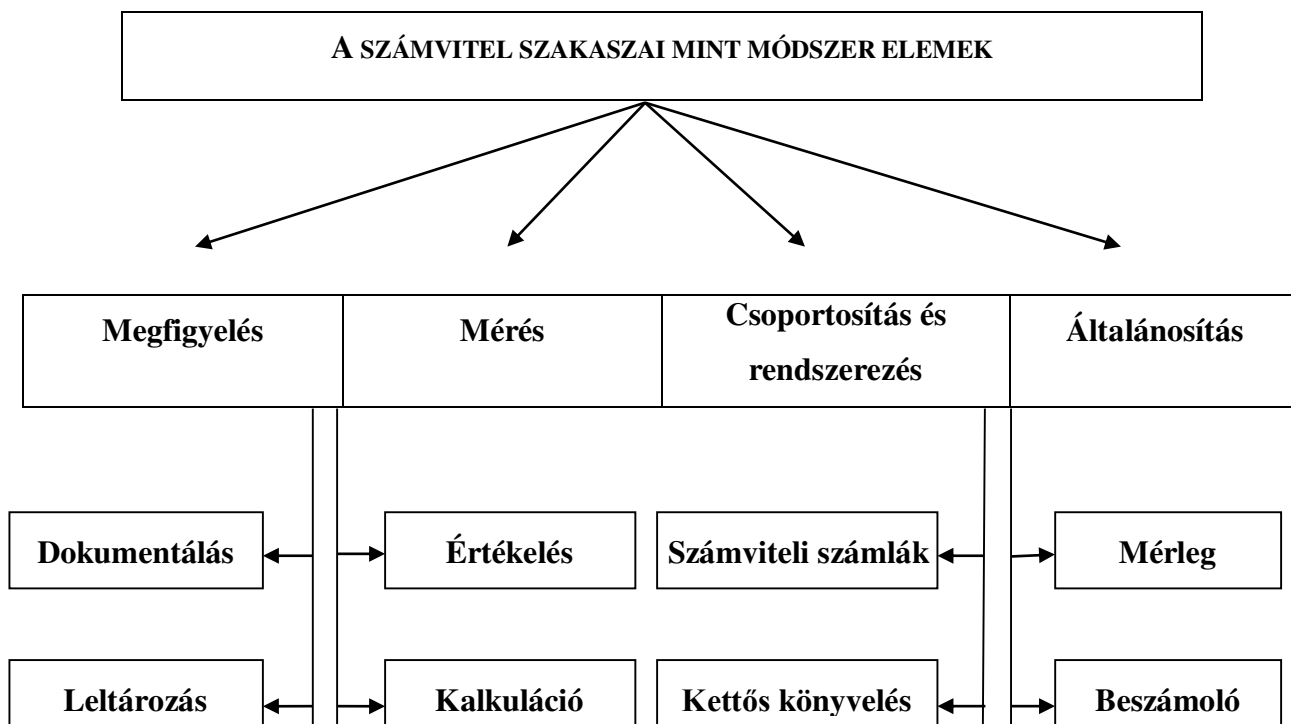 A SZÁMVITEL SZAKASZAI MINT MÓDSZER ELEMEK
Megfigyelés
Mérés
Csoportosítás és
rendszerezés
Általánosítás
Dokumentálás
Értékelés
Számviteli számlák
Mérleg
Leltározás
Kalkuláció
Kettős könyvelés
Beszámoló